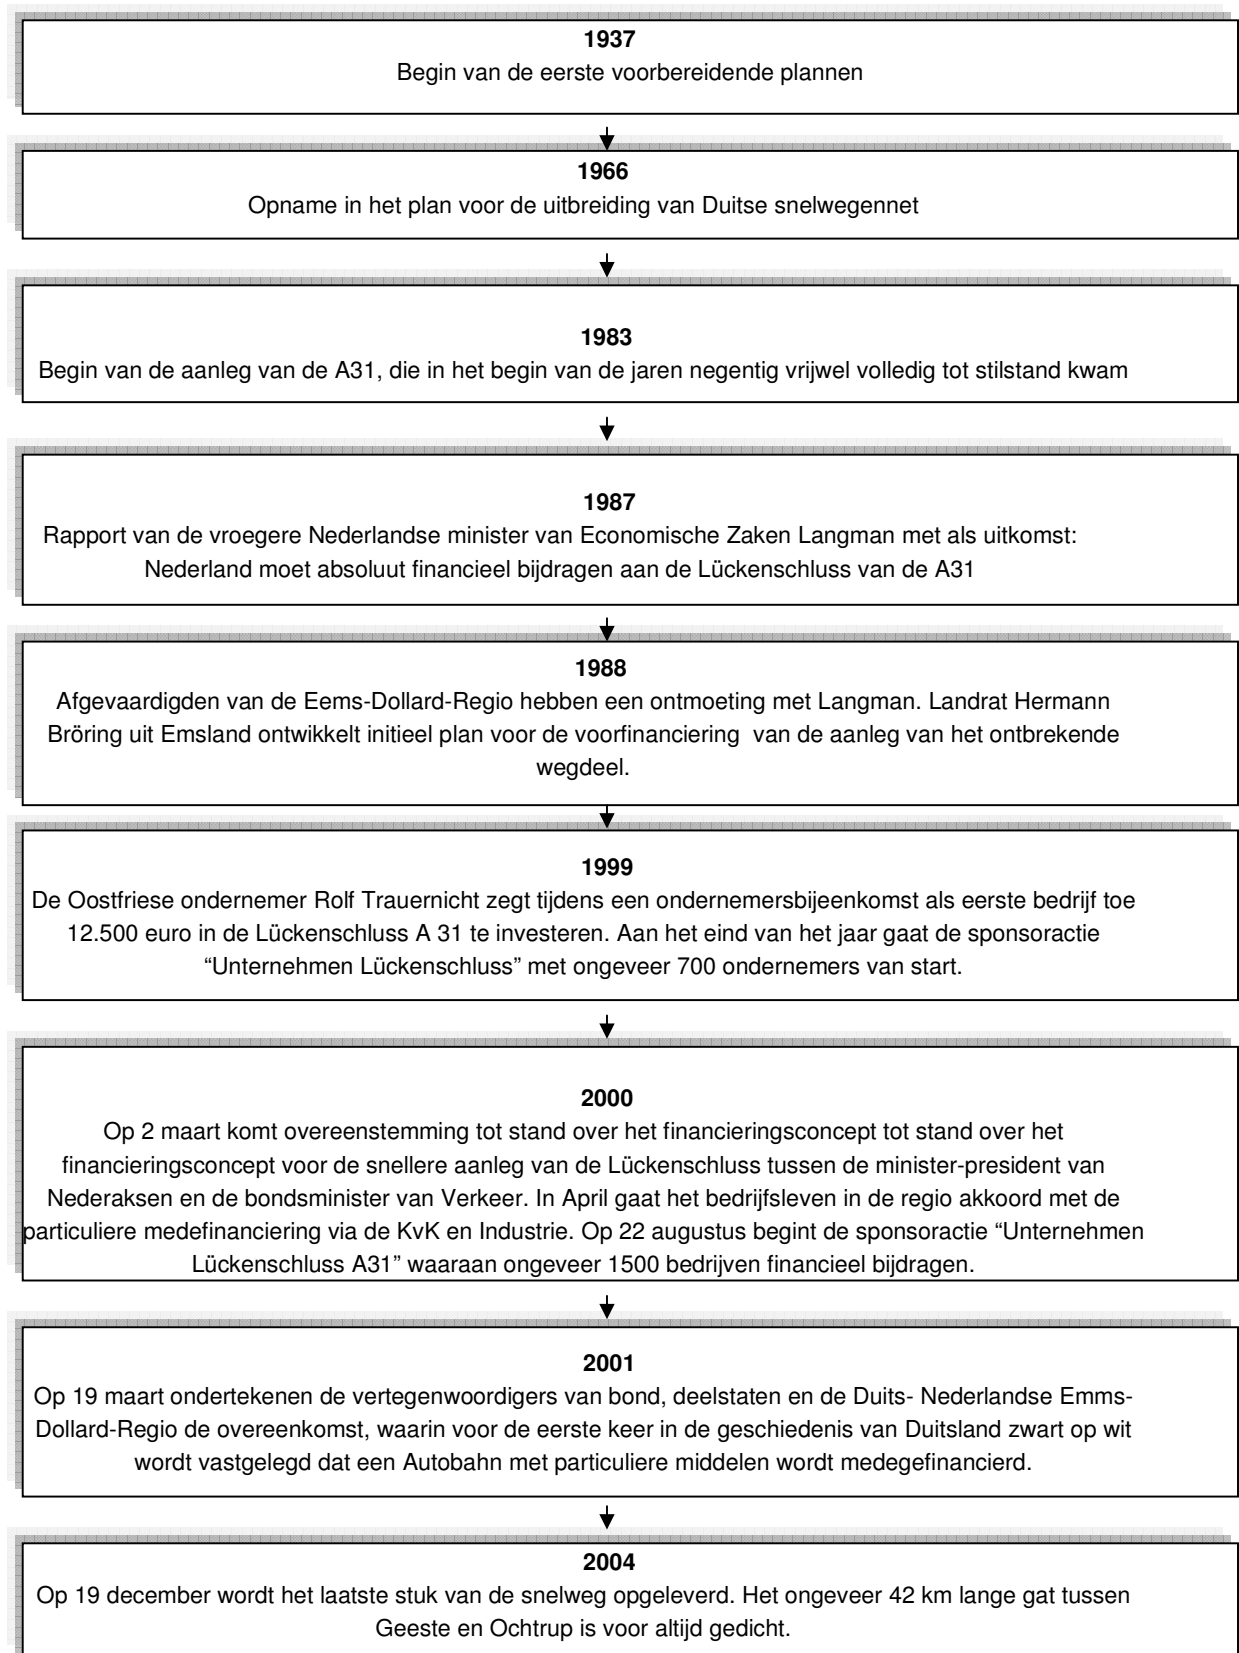 1937
Begin van de eerste voorbereidende plannen
1966
Opname in het plan voor de uitbreiding van Duitse snelwegennet
1983
Begin van de aanleg van de A31, die in het begin van de jaren negentig vrijwel volledig tot stilstand kwam
1987
Rapport van de vroegere Nederlandse minister van Economische Zaken Langman met als uitkomst:
Nederland moet absoluut financieel bijdragen aan de Lückenschluss van de A31
1988
Afgevaardigden van de Eems-Dollard-Regio hebben een ontmoeting met Langman. Landrat Hermann
Bröring uit Emsland ontwikkelt initieel plan voor de voorfinanciering van de aanleg van het ontbrekende
wegdeel.
1999
De Oostfriese ondernemer Rolf Trauernicht zegt tijdens een ondernemersbijeenkomst als eerste bedrijf toe
12.500 euro in de Lückenschluss A 31 te investeren. Aan het eind van het jaar gaat de sponsoractie
“Unternehmen Lückenschluss” met ongeveer 700 ondernemers van start.
2000
Op 2 maart komt overeenstemming tot stand over het financieringsconcept tot stand over het
financieringsconcept voor de snellere aanleg van de Lückenschluss tussen de minister-president van
Nederaksen en de bondsminister van Verkeer. In April gaat het bedrijfsleven in de regio akkoord met de
particuliere medefinanciering via de KvK en Industrie. Op 22 augustus begint de sponsoractie “Unternehmen
Lückenschluss A31” waaraan ongeveer 1500 bedrijven financieel bijdragen.
2001
Op 19 maart ondertekenen de vertegenwoordigers van bond, deelstaten en de Duits- Nederlandse Emms-
Dollard-Regio de overeenkomst, waarin voor de eerste keer in de geschiedenis van Duitsland zwart op wit
wordt vastgelegd dat een Autobahn met particuliere middelen wordt medegefinancierd.
2004
Op 19 december wordt het laatste stuk van de snelweg opgeleverd. Het ongeveer 42 km lange gat tussen
Geeste en Ochtrup is voor altijd gedicht.